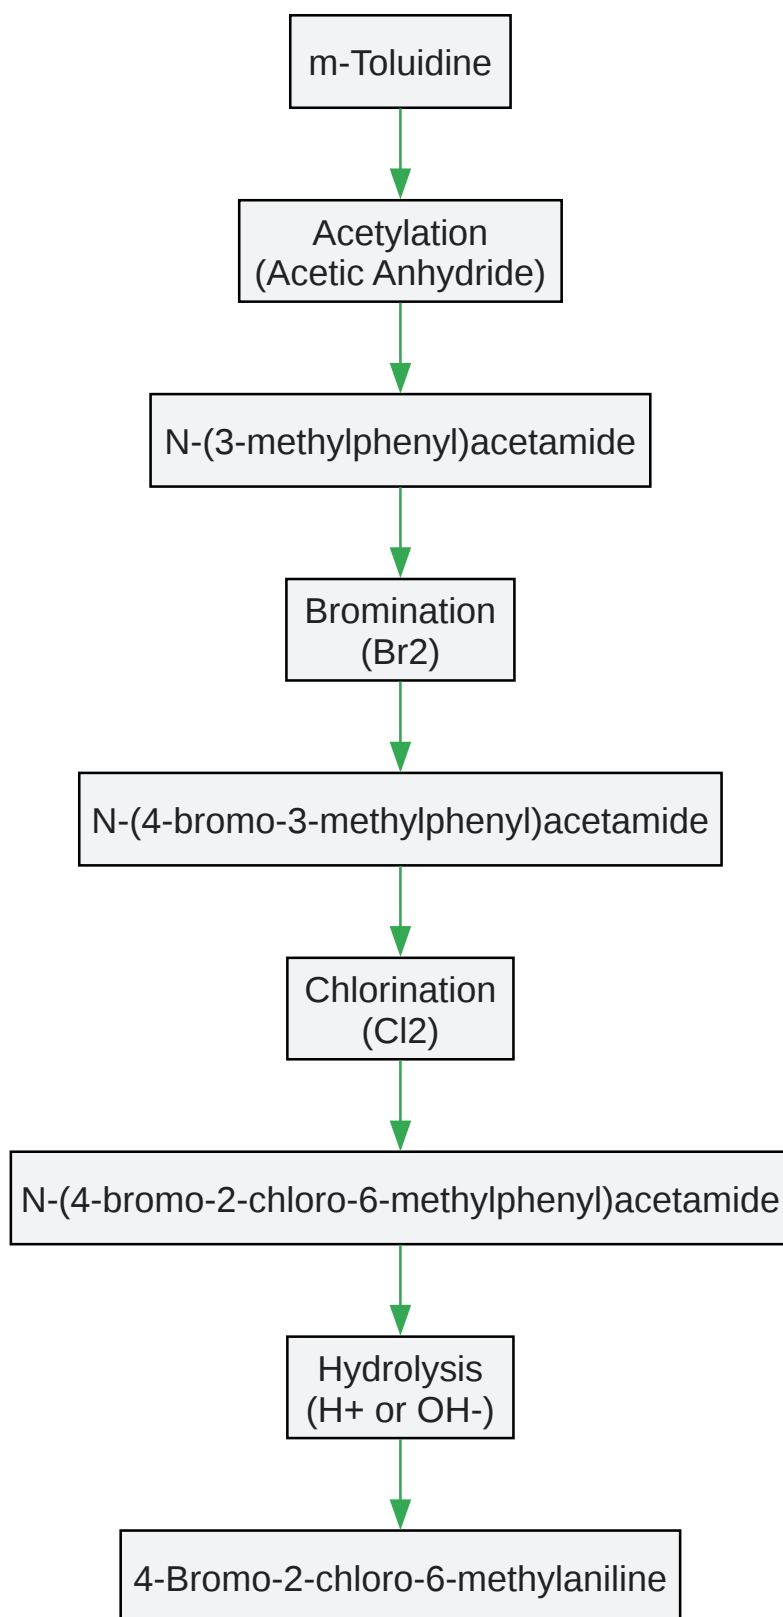 m-Toluidine
Acetylation
(Acetic Anhydride)
N-(3-methylphenyl)acetamide
Bromination
(Br2)
N-(4-bromo-3-methylphenyl)acetamide
Chlorination
(Cl2)
N-(4-bromo-2-chloro-6-methylphenyl)acetamide
Hydrolysis
(H+ or OH-)
4-Bromo-2-chloro-6-methylaniline